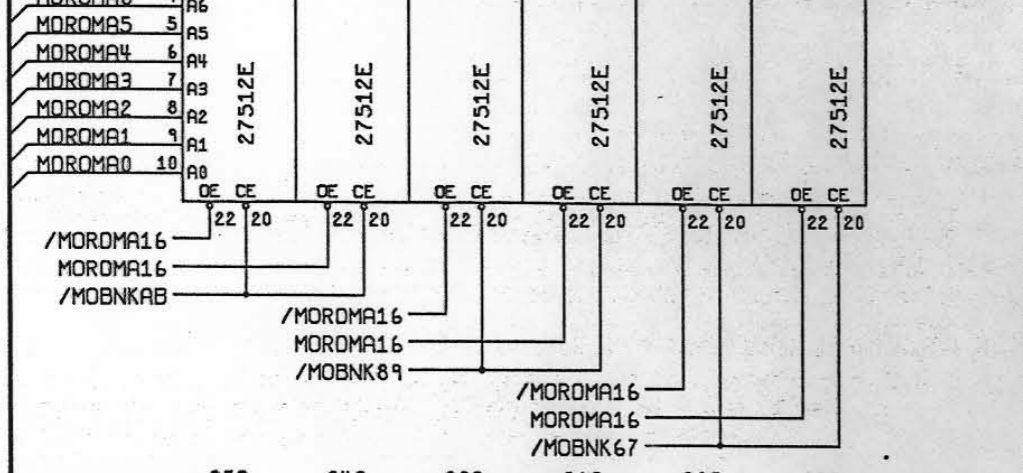 A6
MOROMA5 5 A5
MOROMA4 6 A4
MOROMA3 7 A3
MOROMA2 8 A2
MOROMA1 9 A1
MOROMA0 10 A0
27512E 27512E 27512E 27512E 27512E 27512E
OE CE OE CE OE CE OE CE OE CE OE CE
22 20 22 20 22 20 22 20 22 20 22 20
/MOROMA16
MOROMA16
/MOBNKAB
/MOROMA16
MOROMA16
/MOBNK89
/MOROMA16
MOROMA16
/MOBNK67